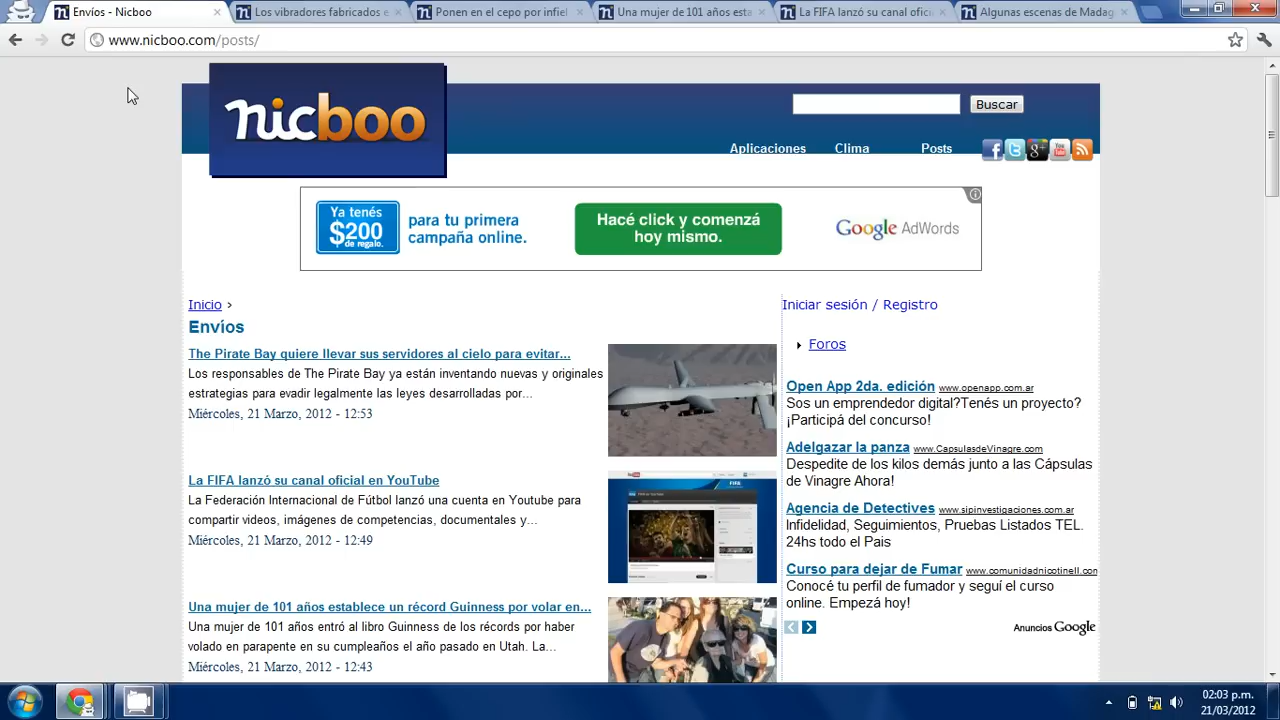 Envíos - Nicboo
Los vibradores fabricados e
Ponen en el cepo por infiel
Una mujer de 101 años esta
La FIFA lanzó su canal ofici
Algunas escenas de Madag
www.nicboo.com/posts/
nicboo
Buscar
Aplicaciones
Clima
Posts
Ya tenés
$200
de regalo.
para tu primera
campaña online.
Hacé click y comenzá
hoy mismo.
Google AdWords
Inicio ›
Iniciar sesión / Registro
Envíos
Foros
The Pirate Bay quiere llevar sus servidores al cielo para evitar...
Los responsables de The Pirate Bay ya están inventando nuevas y originales
estrategias para evadir legalmente las leyes desarrolladas por...
Miércoles, 21 Marzo, 2012 - 12:53
La FIFA lanzó su canal oficial en YouTube
La Federación Internacional de Fútbol lanzó una cuenta en Youtube para
compartir videos, imágenes de competencias, documentales y...
Miércoles, 21 Marzo, 2012 - 12:49
Una mujer de 101 años establece un récord Guinness por volar en...
Una mujer de 101 años entró al libro Guinness de los récords por haber
volado en parapente en su cumpleaños el año pasado en Utah. La...
Miércoles, 21 Marzo, 2012 - 12:43
Open App 2da. edición www.openapp.com.ar
Sos un emprendedor digital?Tenés un proyecto?
¡Participá del concurso!
Adelgazar la panza www.CapsulasdeVinagre.com
Despedite de los kilos demás junto a las Cápsulas
de Vinagre Ahora!
Agencia de Detectives www.sipinvestigaciones.com.ar
Infidelidad, Seguimientos, Pruebas Listados TEL.
24hs todo el Pais
Curso para dejar de Fumar www.comunidadnicotinell.con
Conocé tu perfil de fumador y seguí el curso
online. Empezá hoy!
Anuncios Google
02:03 p.m.
21/03/2012